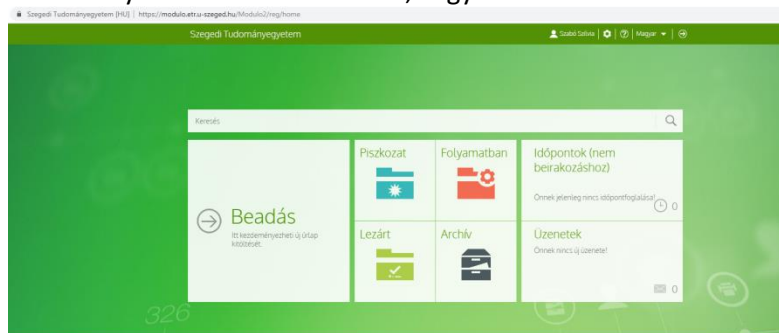 Szegedi Tudományegyetem [HU] | https://modulo.etr.u-szeged.hu/Modulo2/reg/home
Szegedi Tudományegyetem
Szabó Szilvia | Magyar
Keresés
Beadás
Itt kezdeményezheti új űrlap
kitöltését.
Piszkozat
Folyamatban
Lezárt
Archív
Időpontok (nem
beirakozáshoz)
Önnek jelenleg nincs időpontfoglalása!
0
Üzenetek
Önnek nincs új üzenete!
0
326